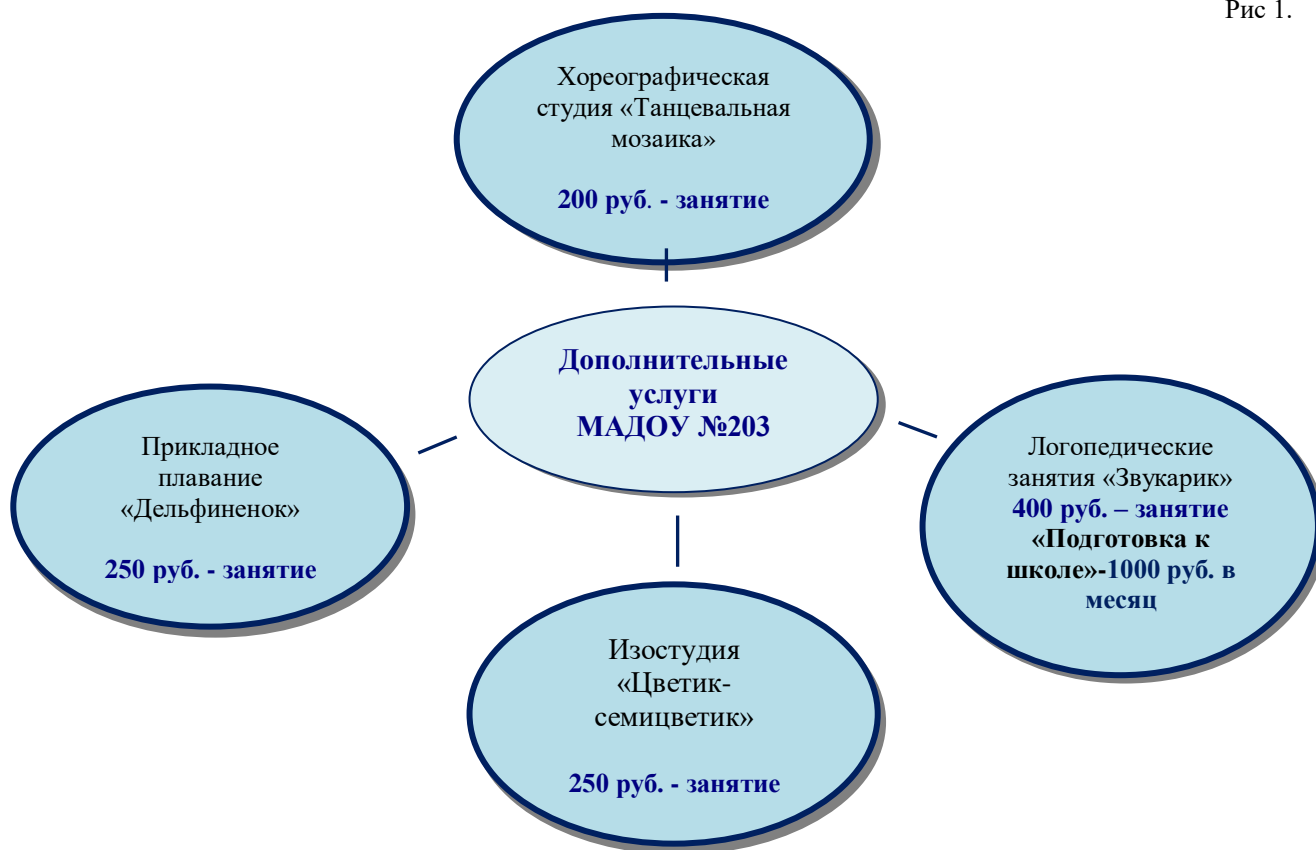 Рис 1.
Хореографическая
студия «Танцевальная
мозаика»
200 руб. - занятие
Дополнительные
услуги
МАДОУ №203
Прикладное
плавание
«Дельфиненок»
250 руб. - занятие
Логопедические
занятия «Звукарик»
400 руб. – занятие
«Подготовка к
школе»-1000 руб. в
месяц
Изостудия
«Цветик-
семицветик»
250 руб. - занятие